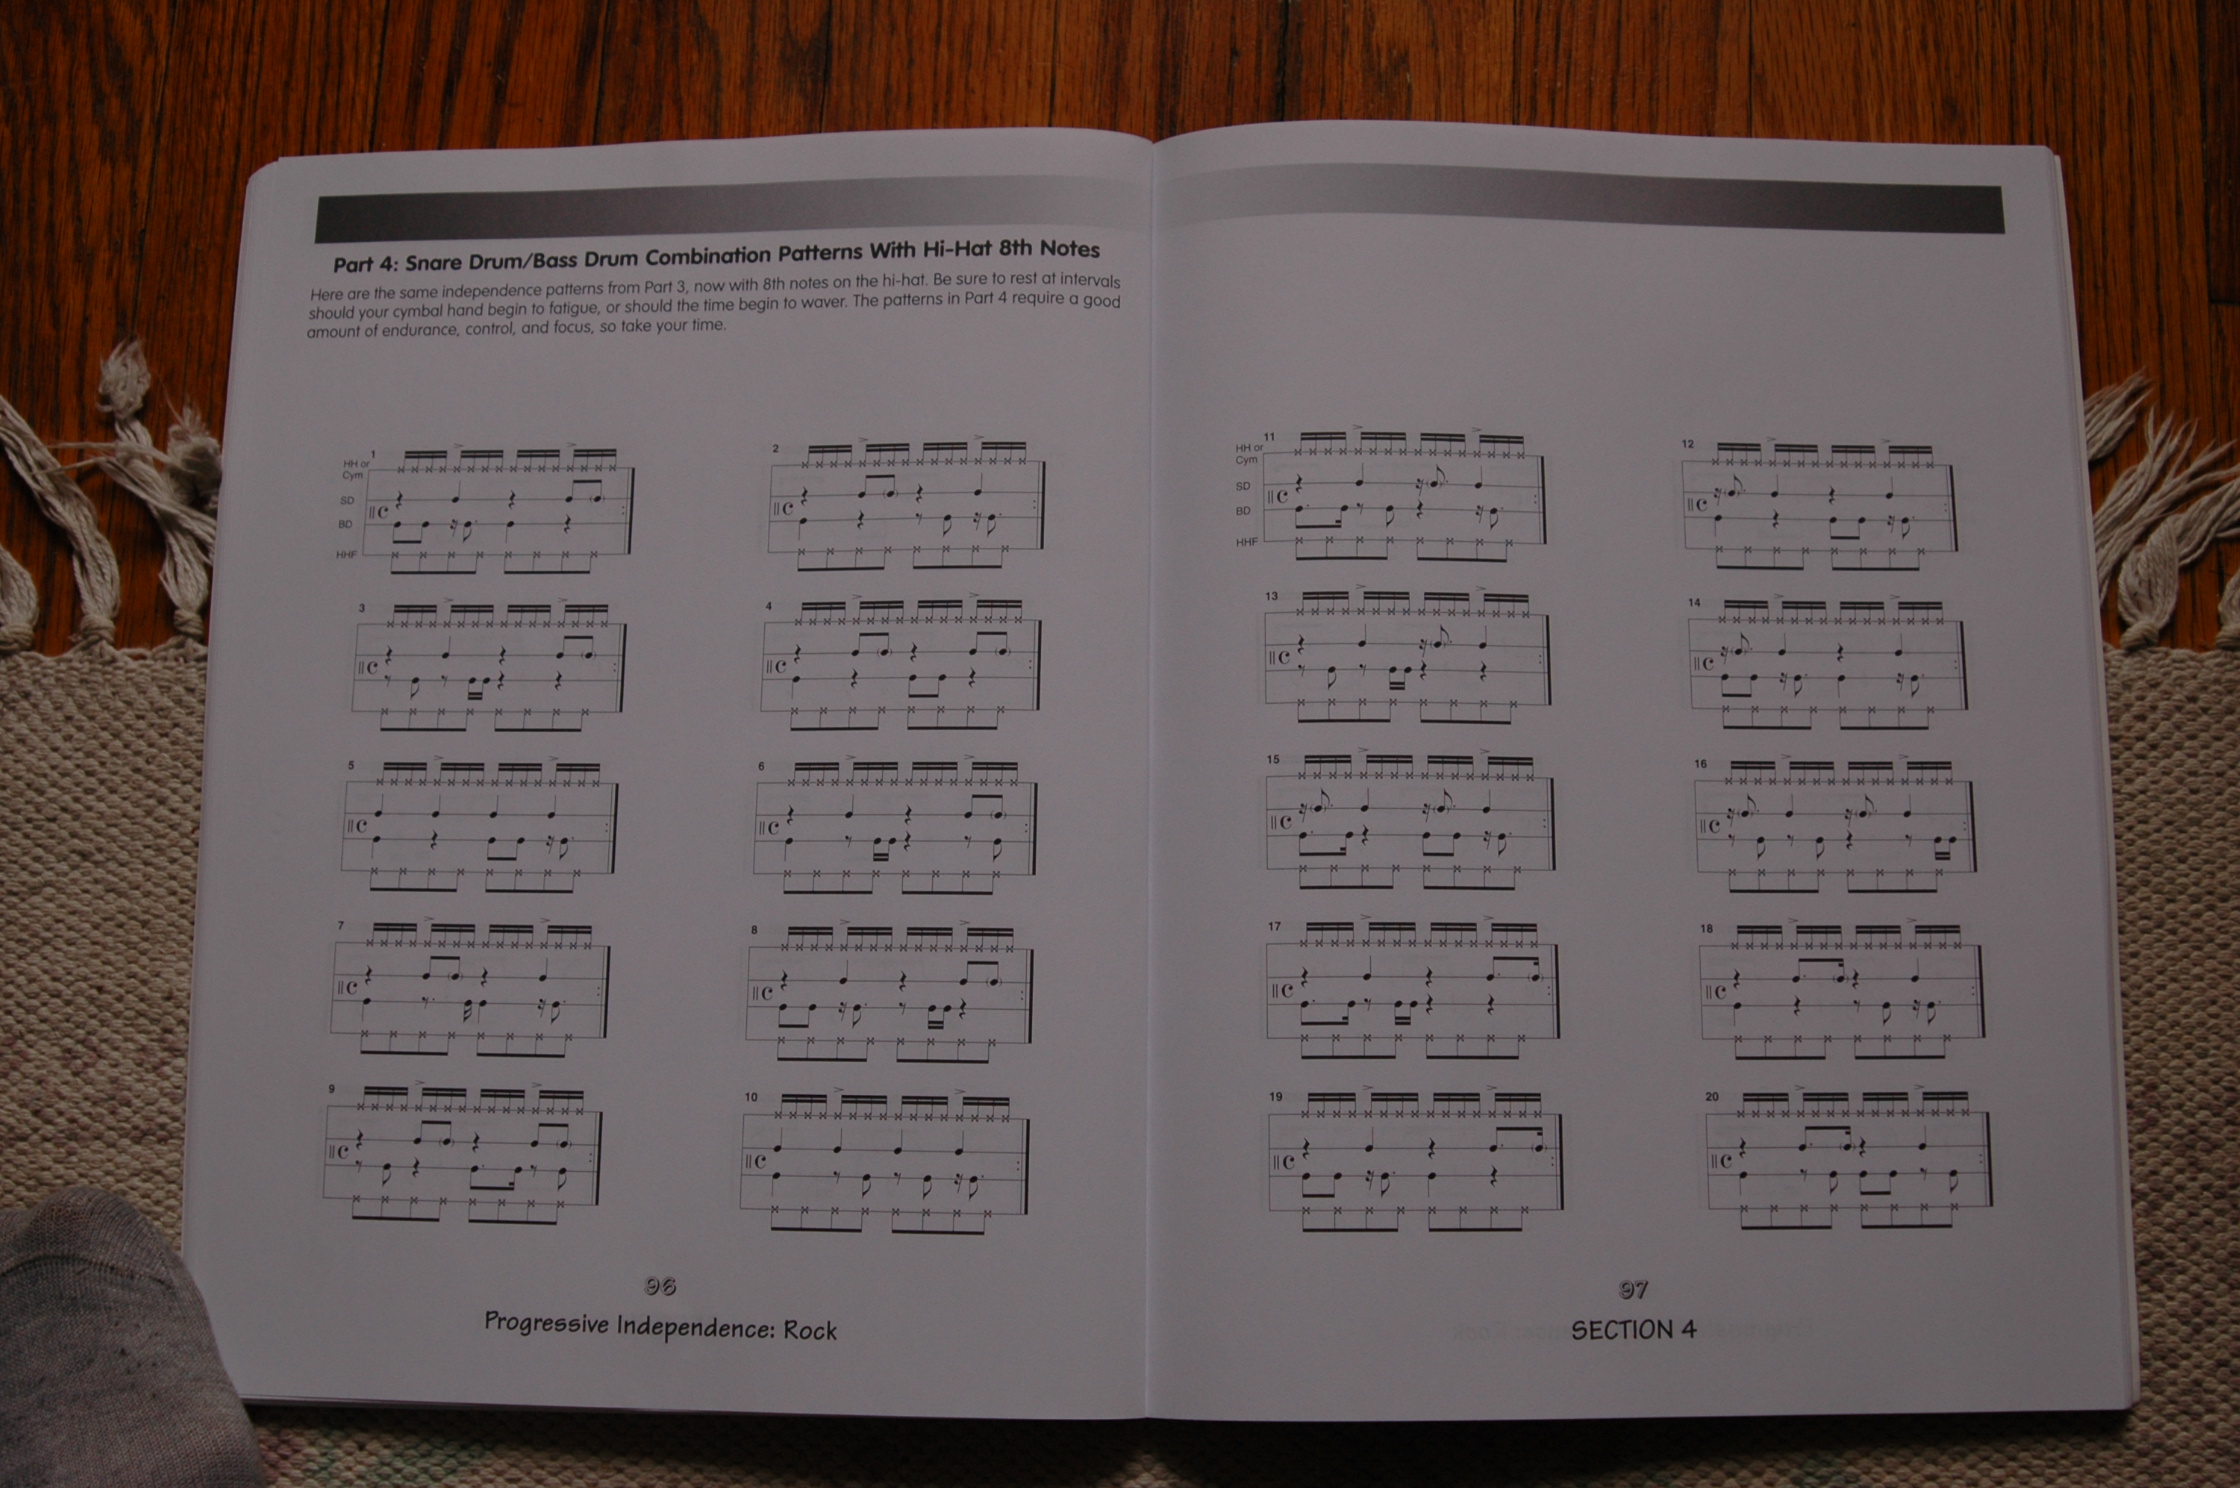 Part 4: Snare Drum/Bass Drum Combination Patterns With Hi-Hat 8th Notes
Here are the same independence patterns from Part 3, now with 8th notes on the hi-hat. Be sure to rest at intervals
should your cymbal hand begin to fatigue, or should the time begin to waver. The patterns in Part 4 require a good
amount of endurance, control, and focus, so take your time.
1
HH or
Cym
SD
BD
HHF
2
3
4
5
6
7
8
9
10
96
Progressive Independence: Rock
11
HH or
Cym
SD
BD
HHF
12
13
14
15
16
17
18
19
20
97
SECTION 4